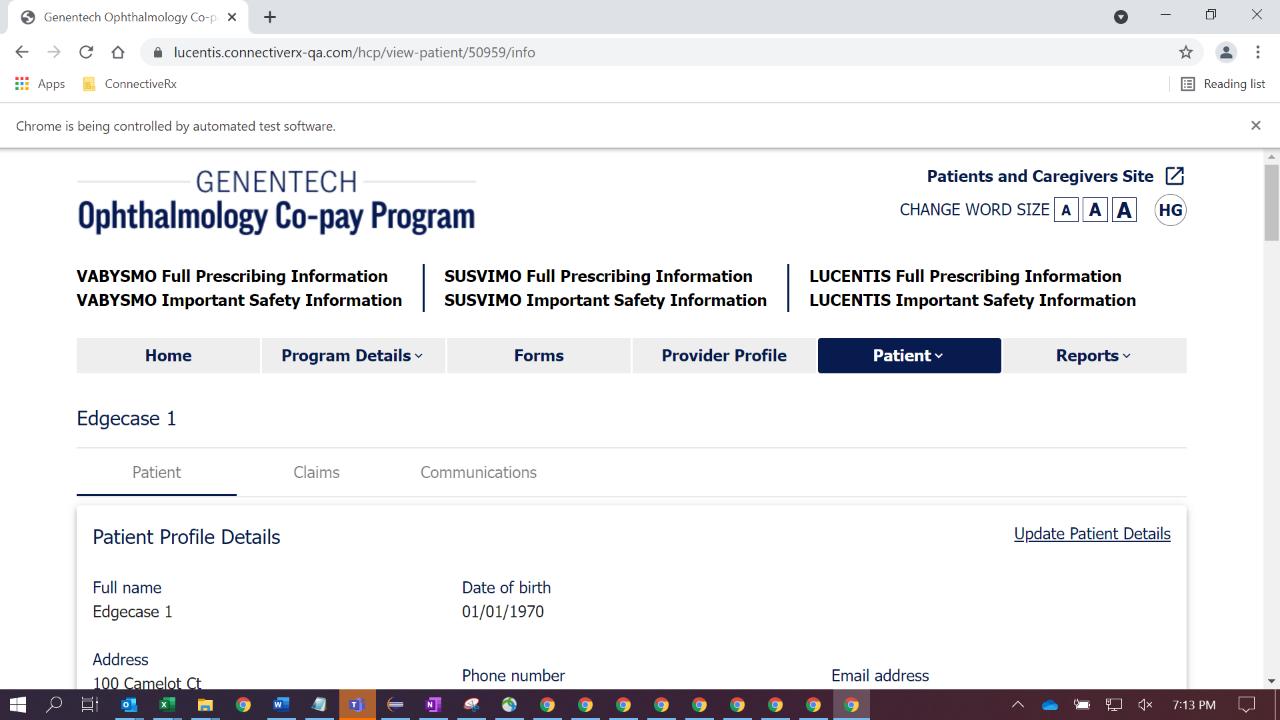 Genentech Ophthalmology Co-p
lucentis.connectiverx-qa.com/hcp/view-patient/50959/info
Apps
ConnectiveRx
Reading list
Chrome is being controlled by automated test software.
GENENTECH
Ophthalmology Co-pay Program
Patients and Caregivers Site
CHANGE WORD SIZE A A A HG
VABYSMO Full Prescribing Information
VABYSMO Important Safety Information
SUSVIMO Full Prescribing Information
SUSVIMO Important Safety Information
LUCENTIS Full Prescribing Information
LUCENTIS Important Safety Information
Home Program Details Forms Provider Profile Patient Reports
Edgecase 1
Patient Claims Communications
Patient Profile Details
Update Patient Details
Full name
Edgecase 1
Date of birth
01/01/1970
Address
100 Camelot Ct
Phone number
Email address
7:13 PM